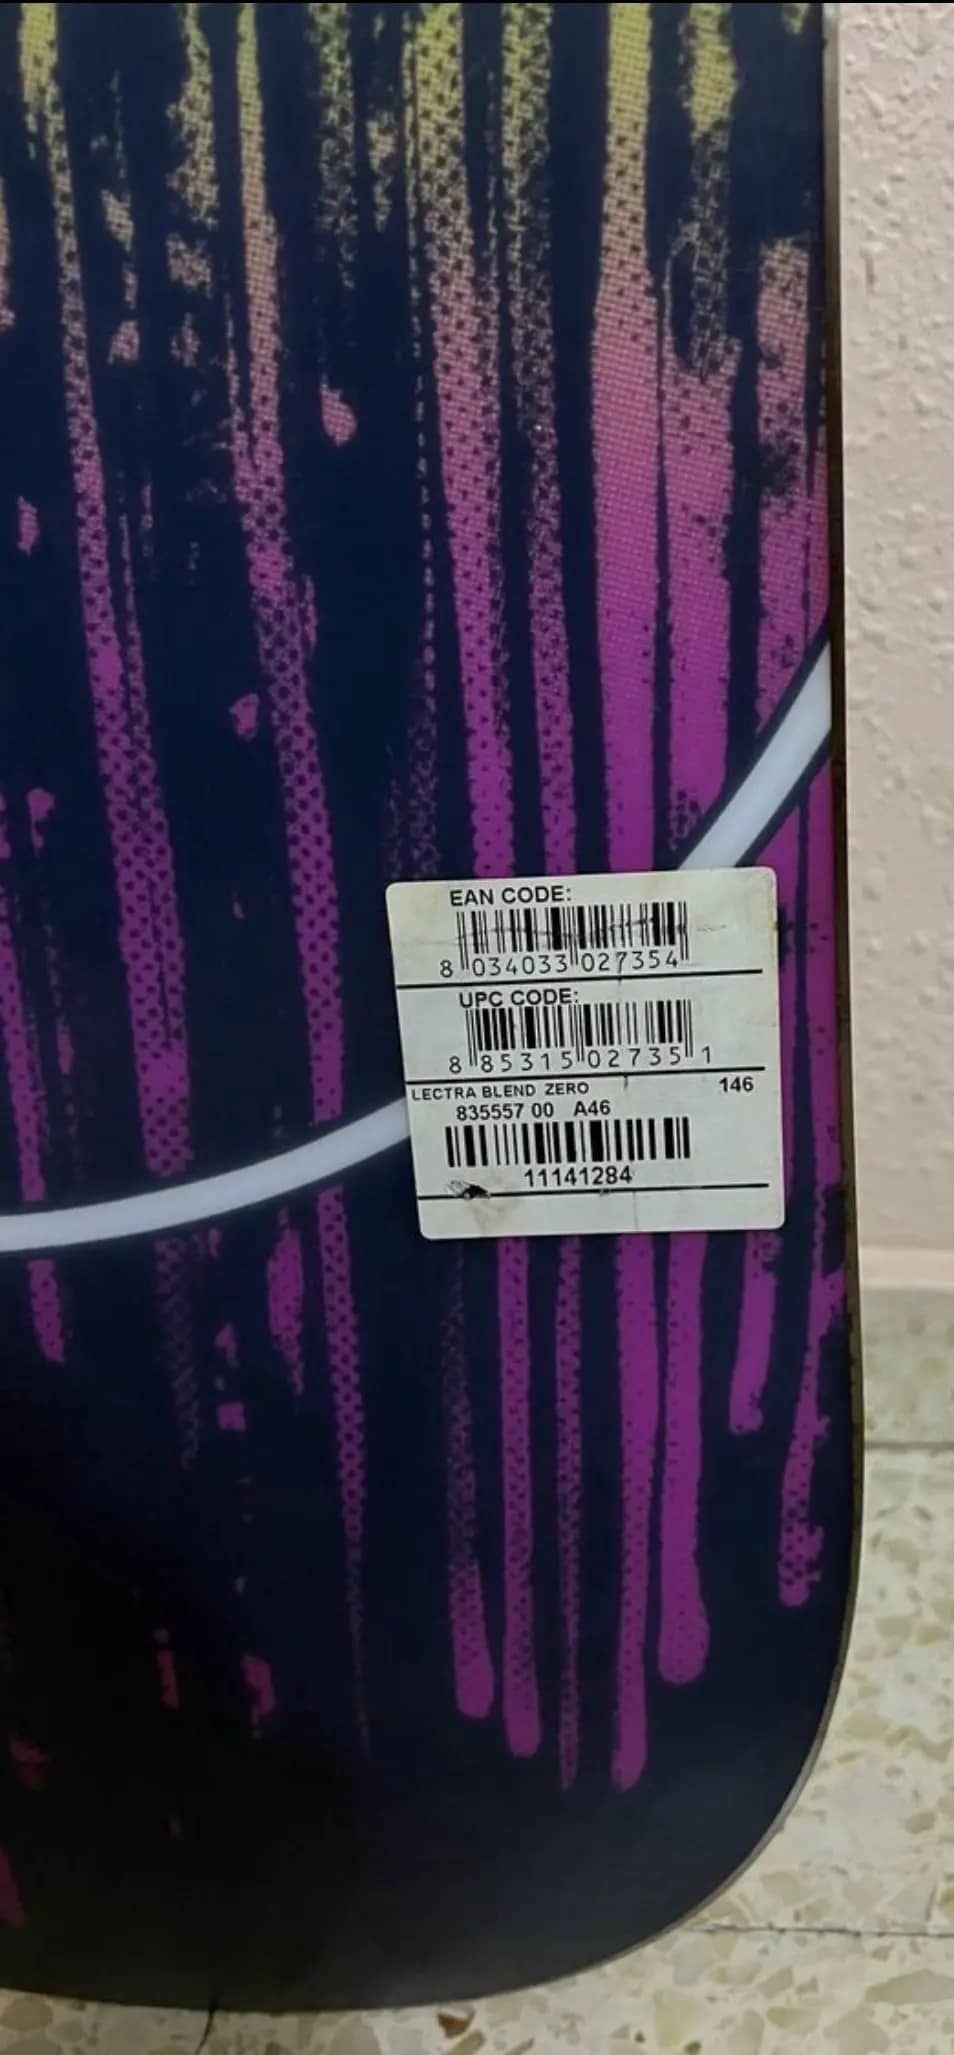 EAN CODE:
8 034033 027354
UPC CODE:
8 85315 02735 1
LECTRA BLEND ZERO 146
835557 00 A46
11141284